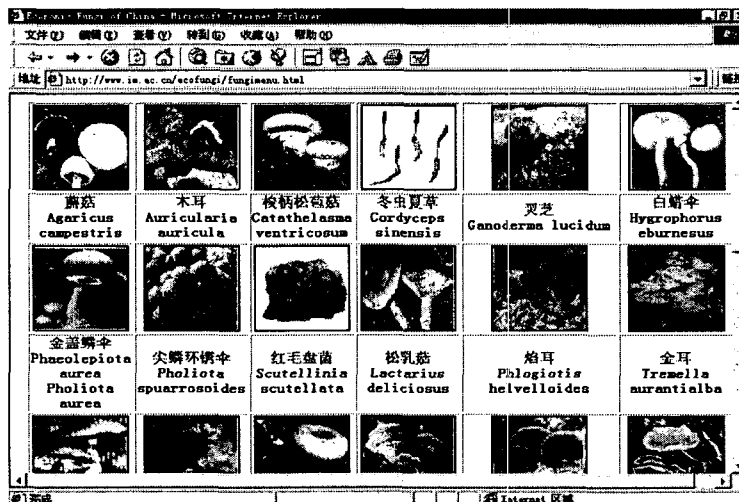 Economic Fungi of China - Microsoft Internet Explorer
文件(F) 编辑(E) 查看(V) 转到(G) 收藏(A) 帮助(H)
地址 http://www.im.ac.cn/ecofungi/fungimenu.html 链接
蘑菇 木耳 梭柄松苞菇 冬虫夏草 灵芝 白蜡伞
Agaricus Auricularia Catathelasma Cordyceps Ganoderma lucidum Hygrophorus
campestris auricula ventricosum sinensis eburnesus
金盖鳞伞 尖鳞环锈伞 红毛盘菌 松乳菇 焰耳 金耳
Phaeolepiota Pholiota Scutellinia Lactarius Phlogiotis Tremella
aurea spuarrosoides scutellata deliciosus helvelloides aurantialba
Pholiota
aurea
完成 Internet 区域